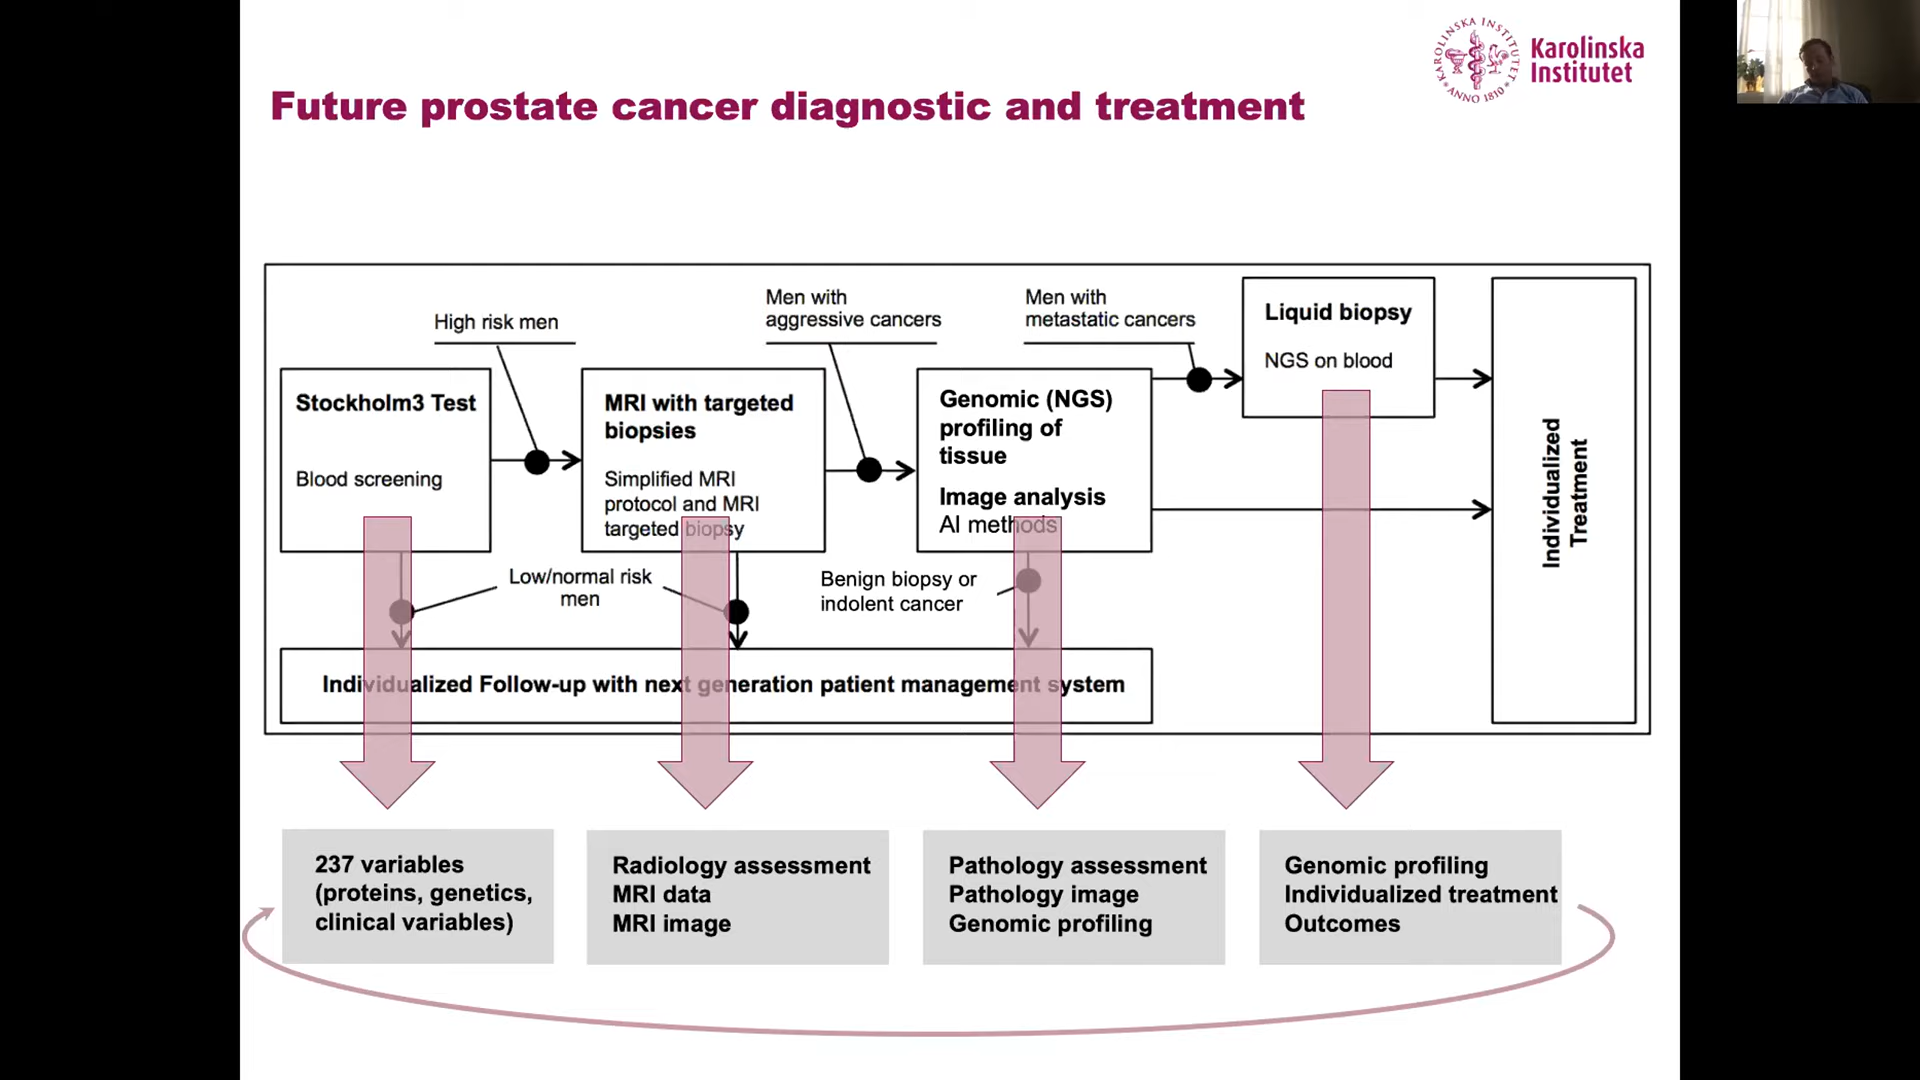 KAROLINSKA INSTITUTET
ANNO 1810
Karolinska
Institutet
Future prostate cancer diagnostic and treatment
High risk men
Men with
aggressive cancers
Men with
metastatic cancers
Stockholm3 Test
Blood screening
MRI with targeted
biopsies
Simplified MRI
protocol and MRI
targeted biopsy
Genomic (NGS)
profiling of
tissue
Image analysis
AI methods
Liquid biopsy
NGS on blood
Individualized
Treatment
Low/normal risk
men
Benign biopsy or
indolent cancer
Individualized Follow-up with next generation patient management system
237 variables
(proteins, genetics,
clinical variables)
Radiology assessment
MRI data
MRI image
Pathology assessment
Pathology image
Genomic profiling
Genomic profiling
Individualized treatment
Outcomes